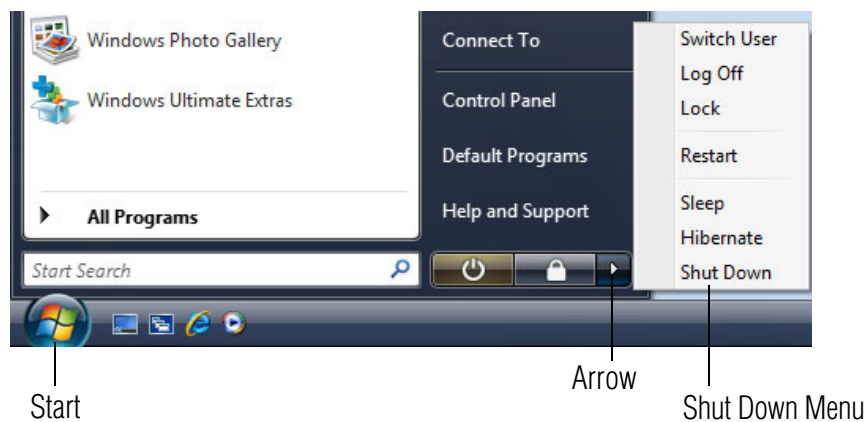 Windows Photo Gallery
Windows Ultimate Extras
All Programs
Start Search
Connect To
Control Panel
Default Programs
Help and Support
Switch User
Log Off
Lock
Restart
Sleep
Hibernate
Shut Down
Start
Arrow
Shut Down Menu